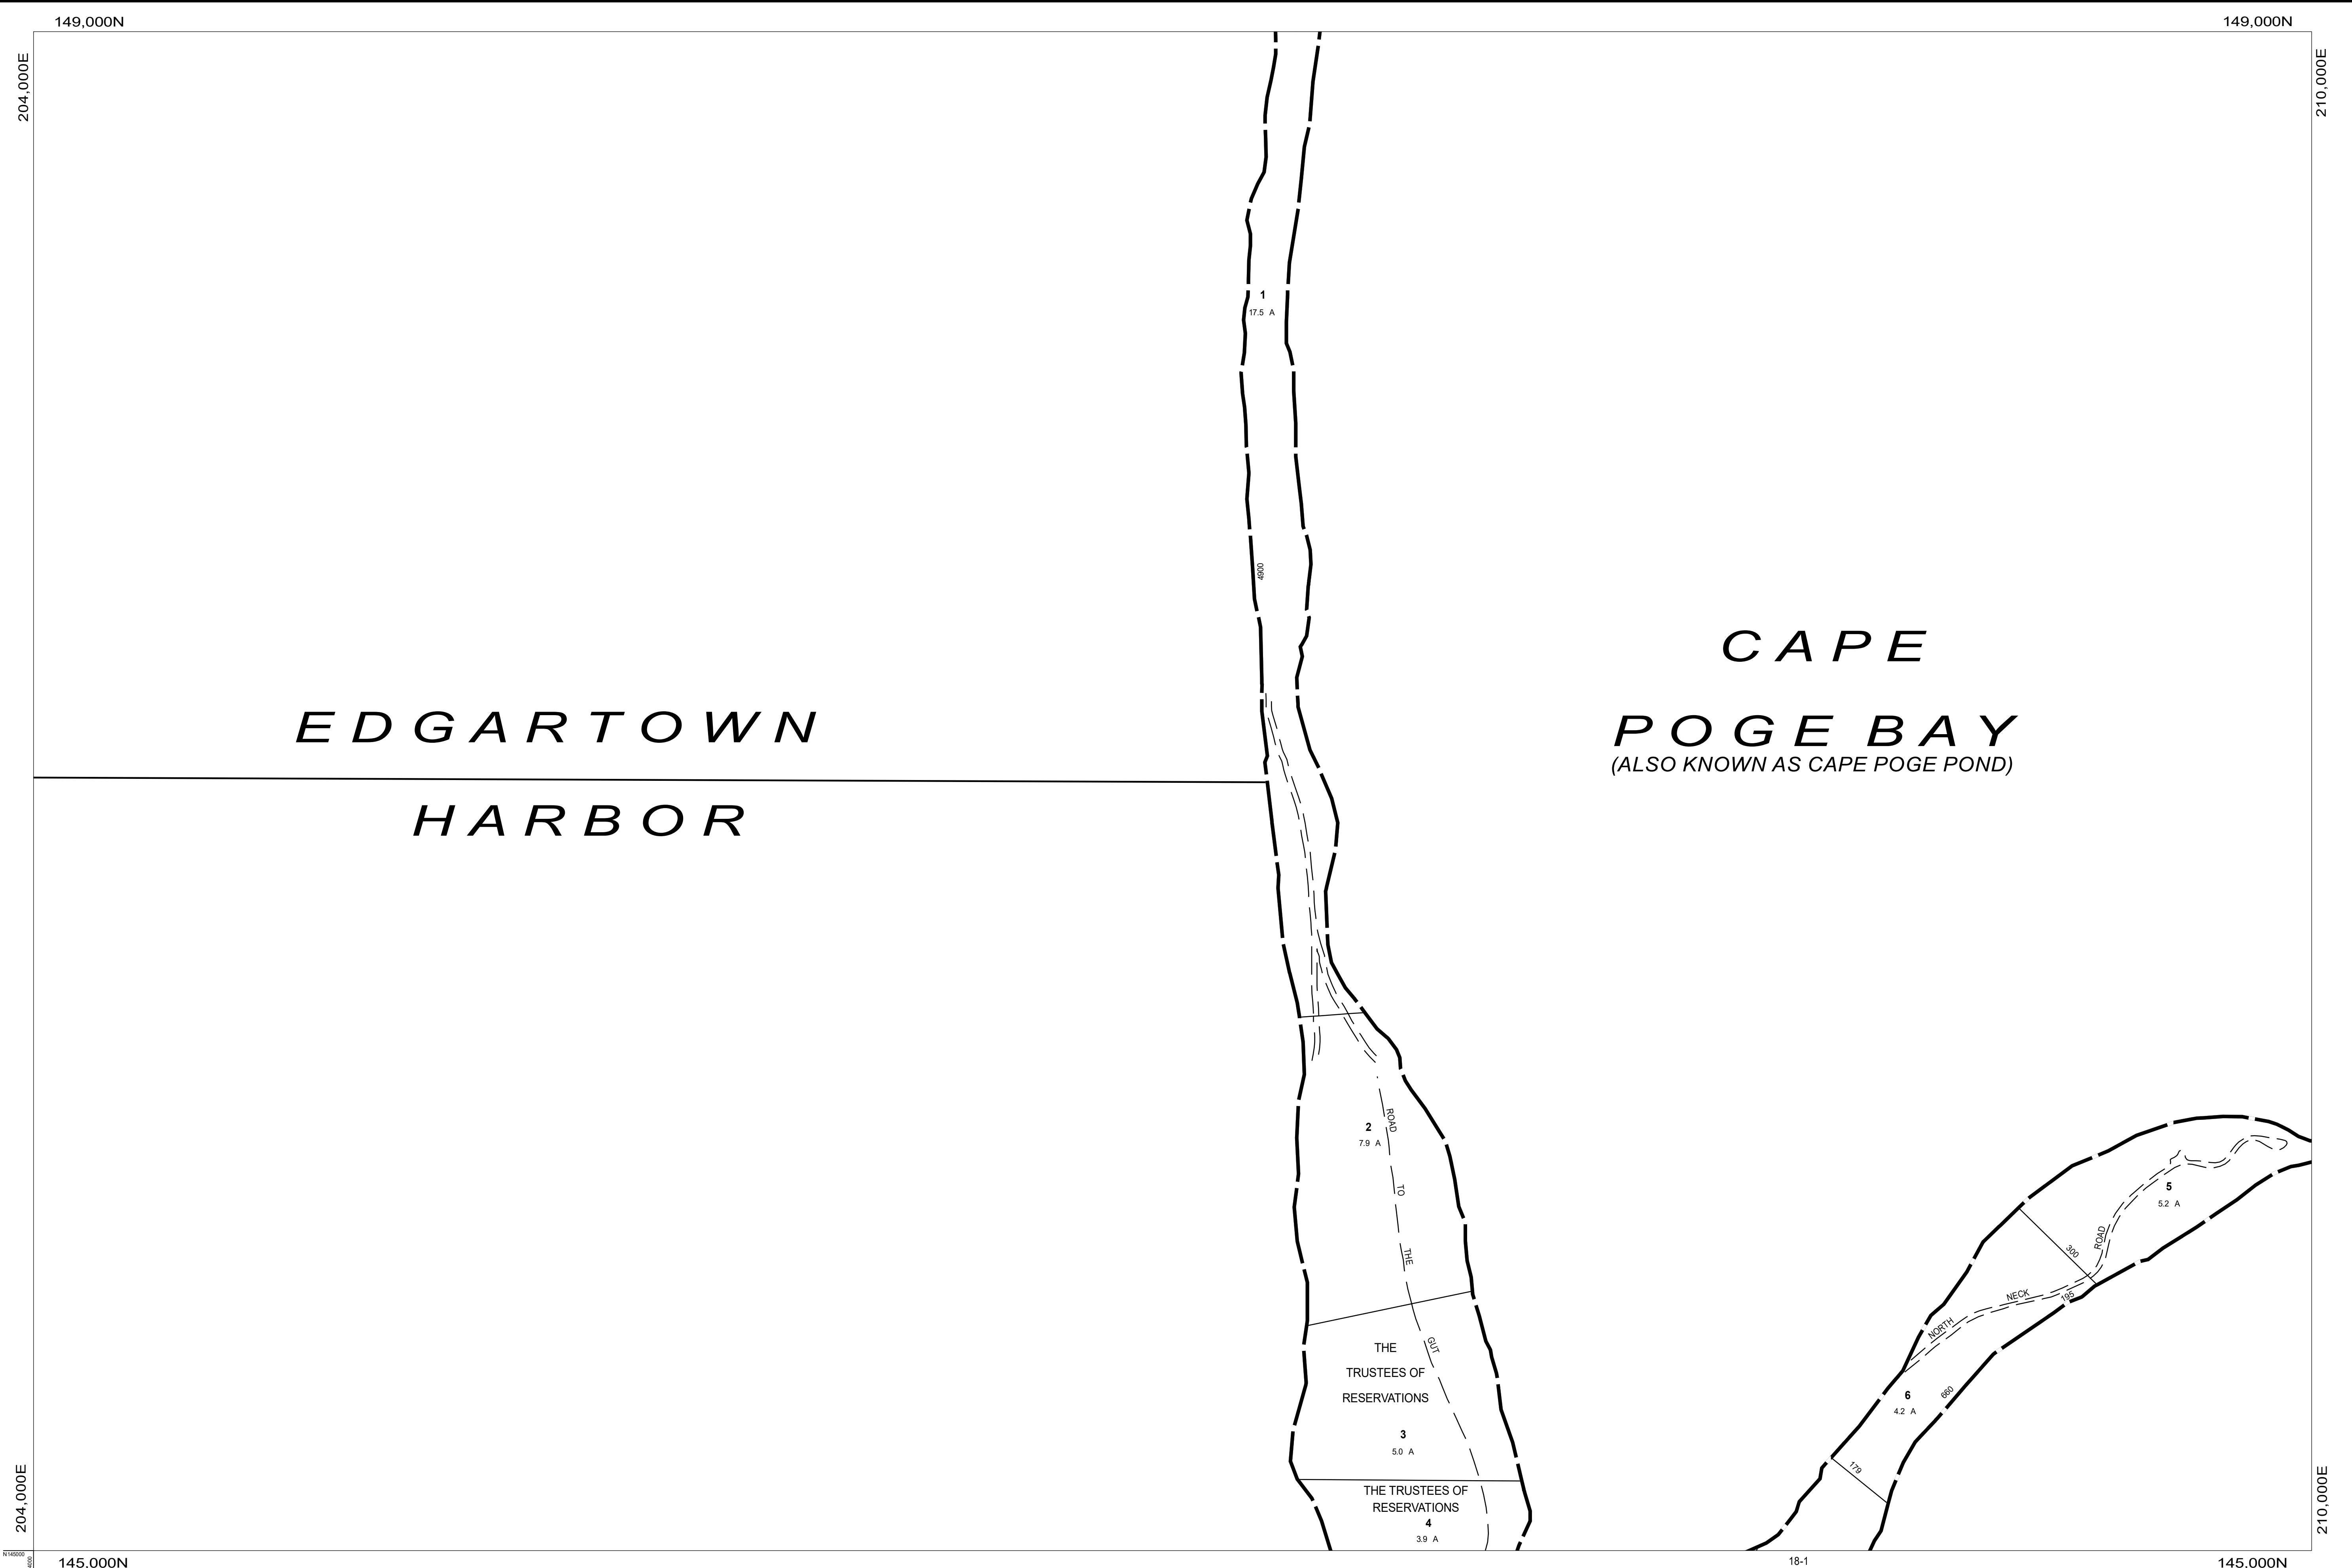 149,000N
149,000N
204,000E
210,000E
1
17.5 A
4900
CAPE
EDGARTOWN
POGE BAY
(ALSO KNOWN AS CAPE POGE POND)
HARBOR
ROAD
2
7.9 A
TO
THE
5
5.2 A
ROAD
300
NECK
195
NORTH
GUT
THE
TRUSTEES OF
RESERVATIONS
6
4.2 A
660
3
5.0 A
179
THE TRUSTEES OF
RESERVATIONS
4
3.9 A
204,000E
210,000E
N145000
145,000N
18-1
145,000N